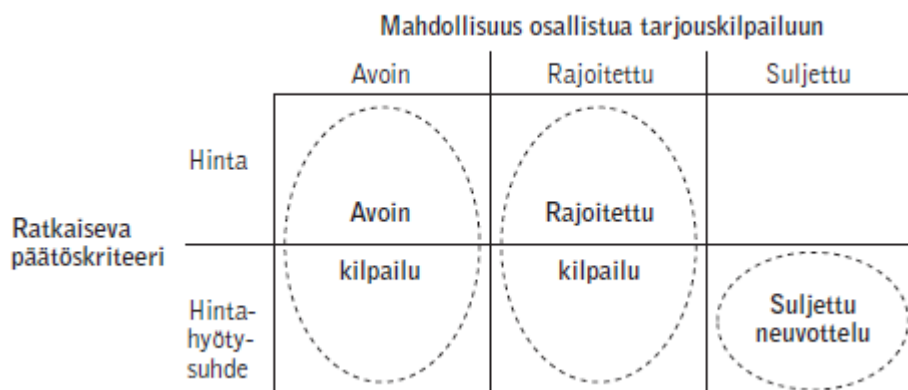 Mahdollisuus osallistua tarjouskilpailuun
Avoin Rajoitettu Suljettu
Hinta
Avoin Rajoitettu
Ratkaiseva
päätöskriteeri
kilpailu kilpailu
Hinta-
hyöty-
suhde
Suljettu
neuvottelu